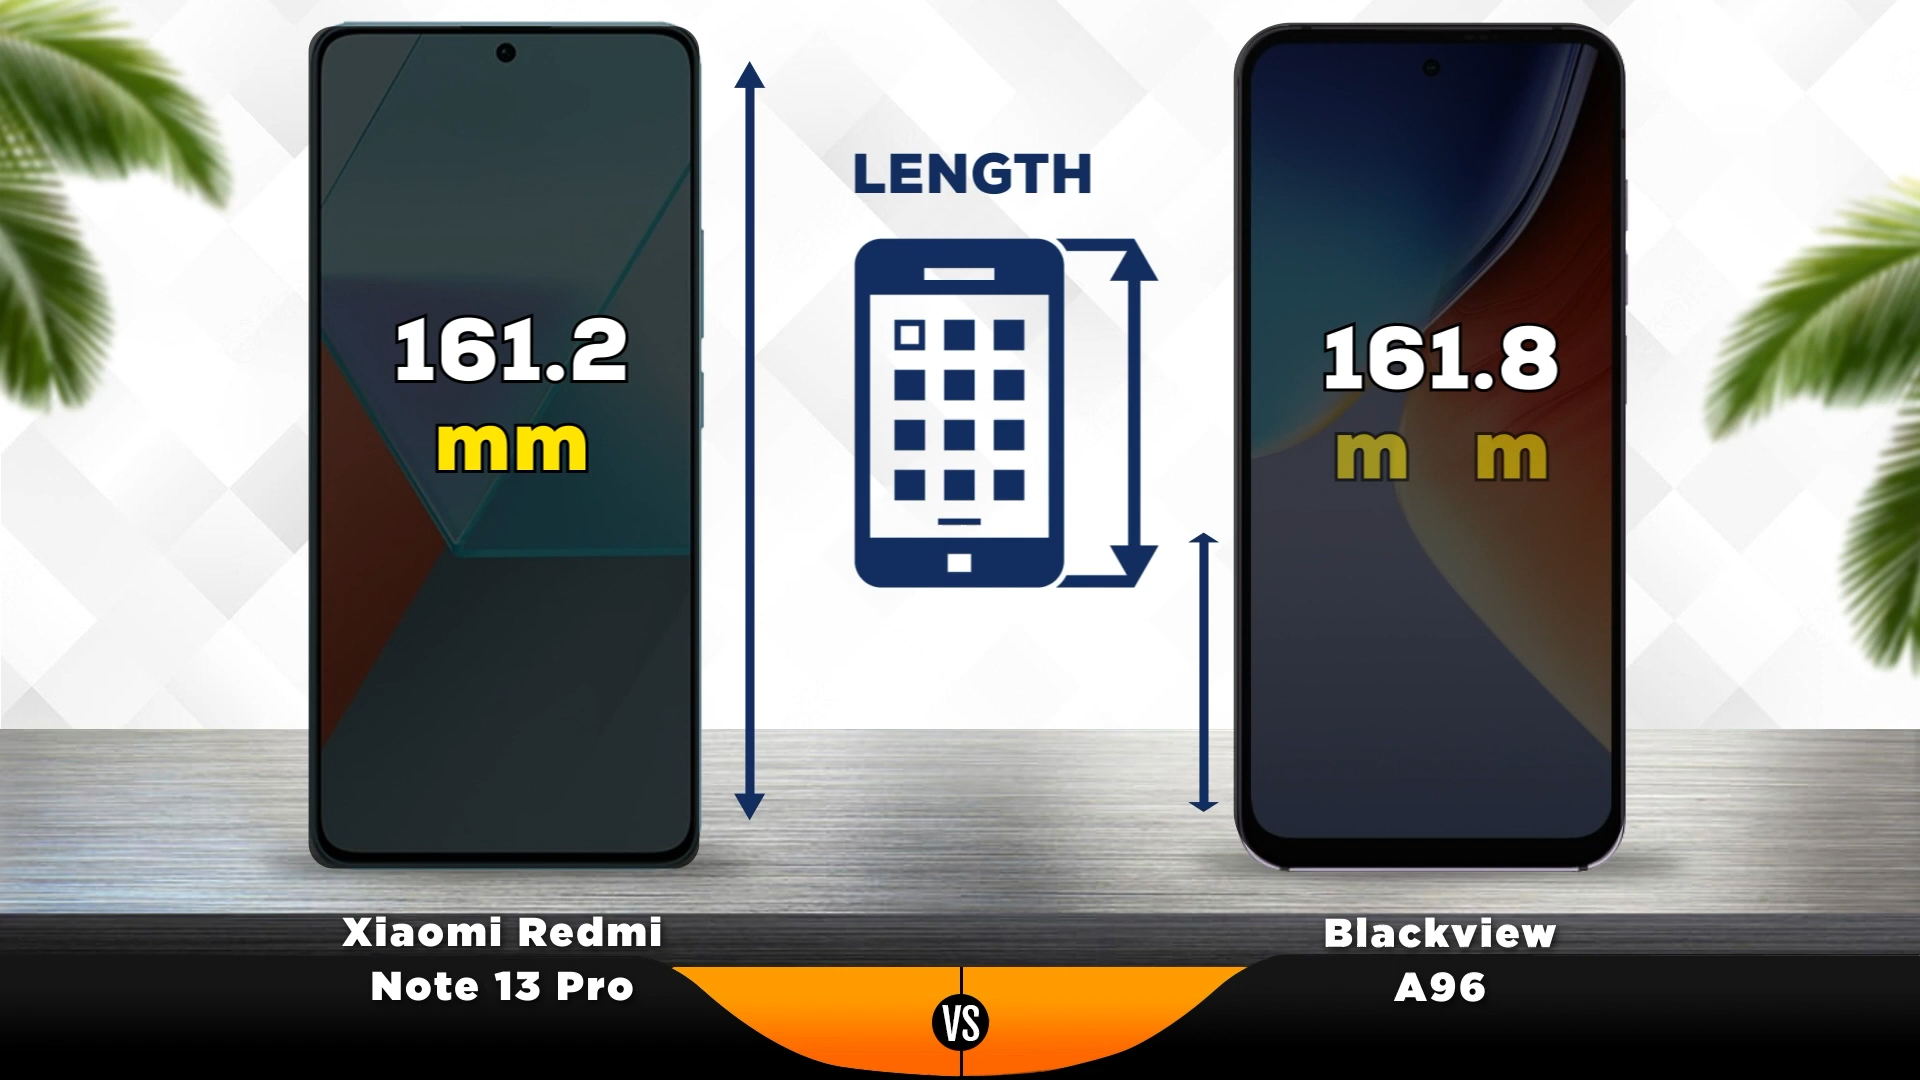 LENGTH
161.2
mm
161.8
m m
Xiaomi Redmi
Note 13 Pro
VS
Blackview
A96